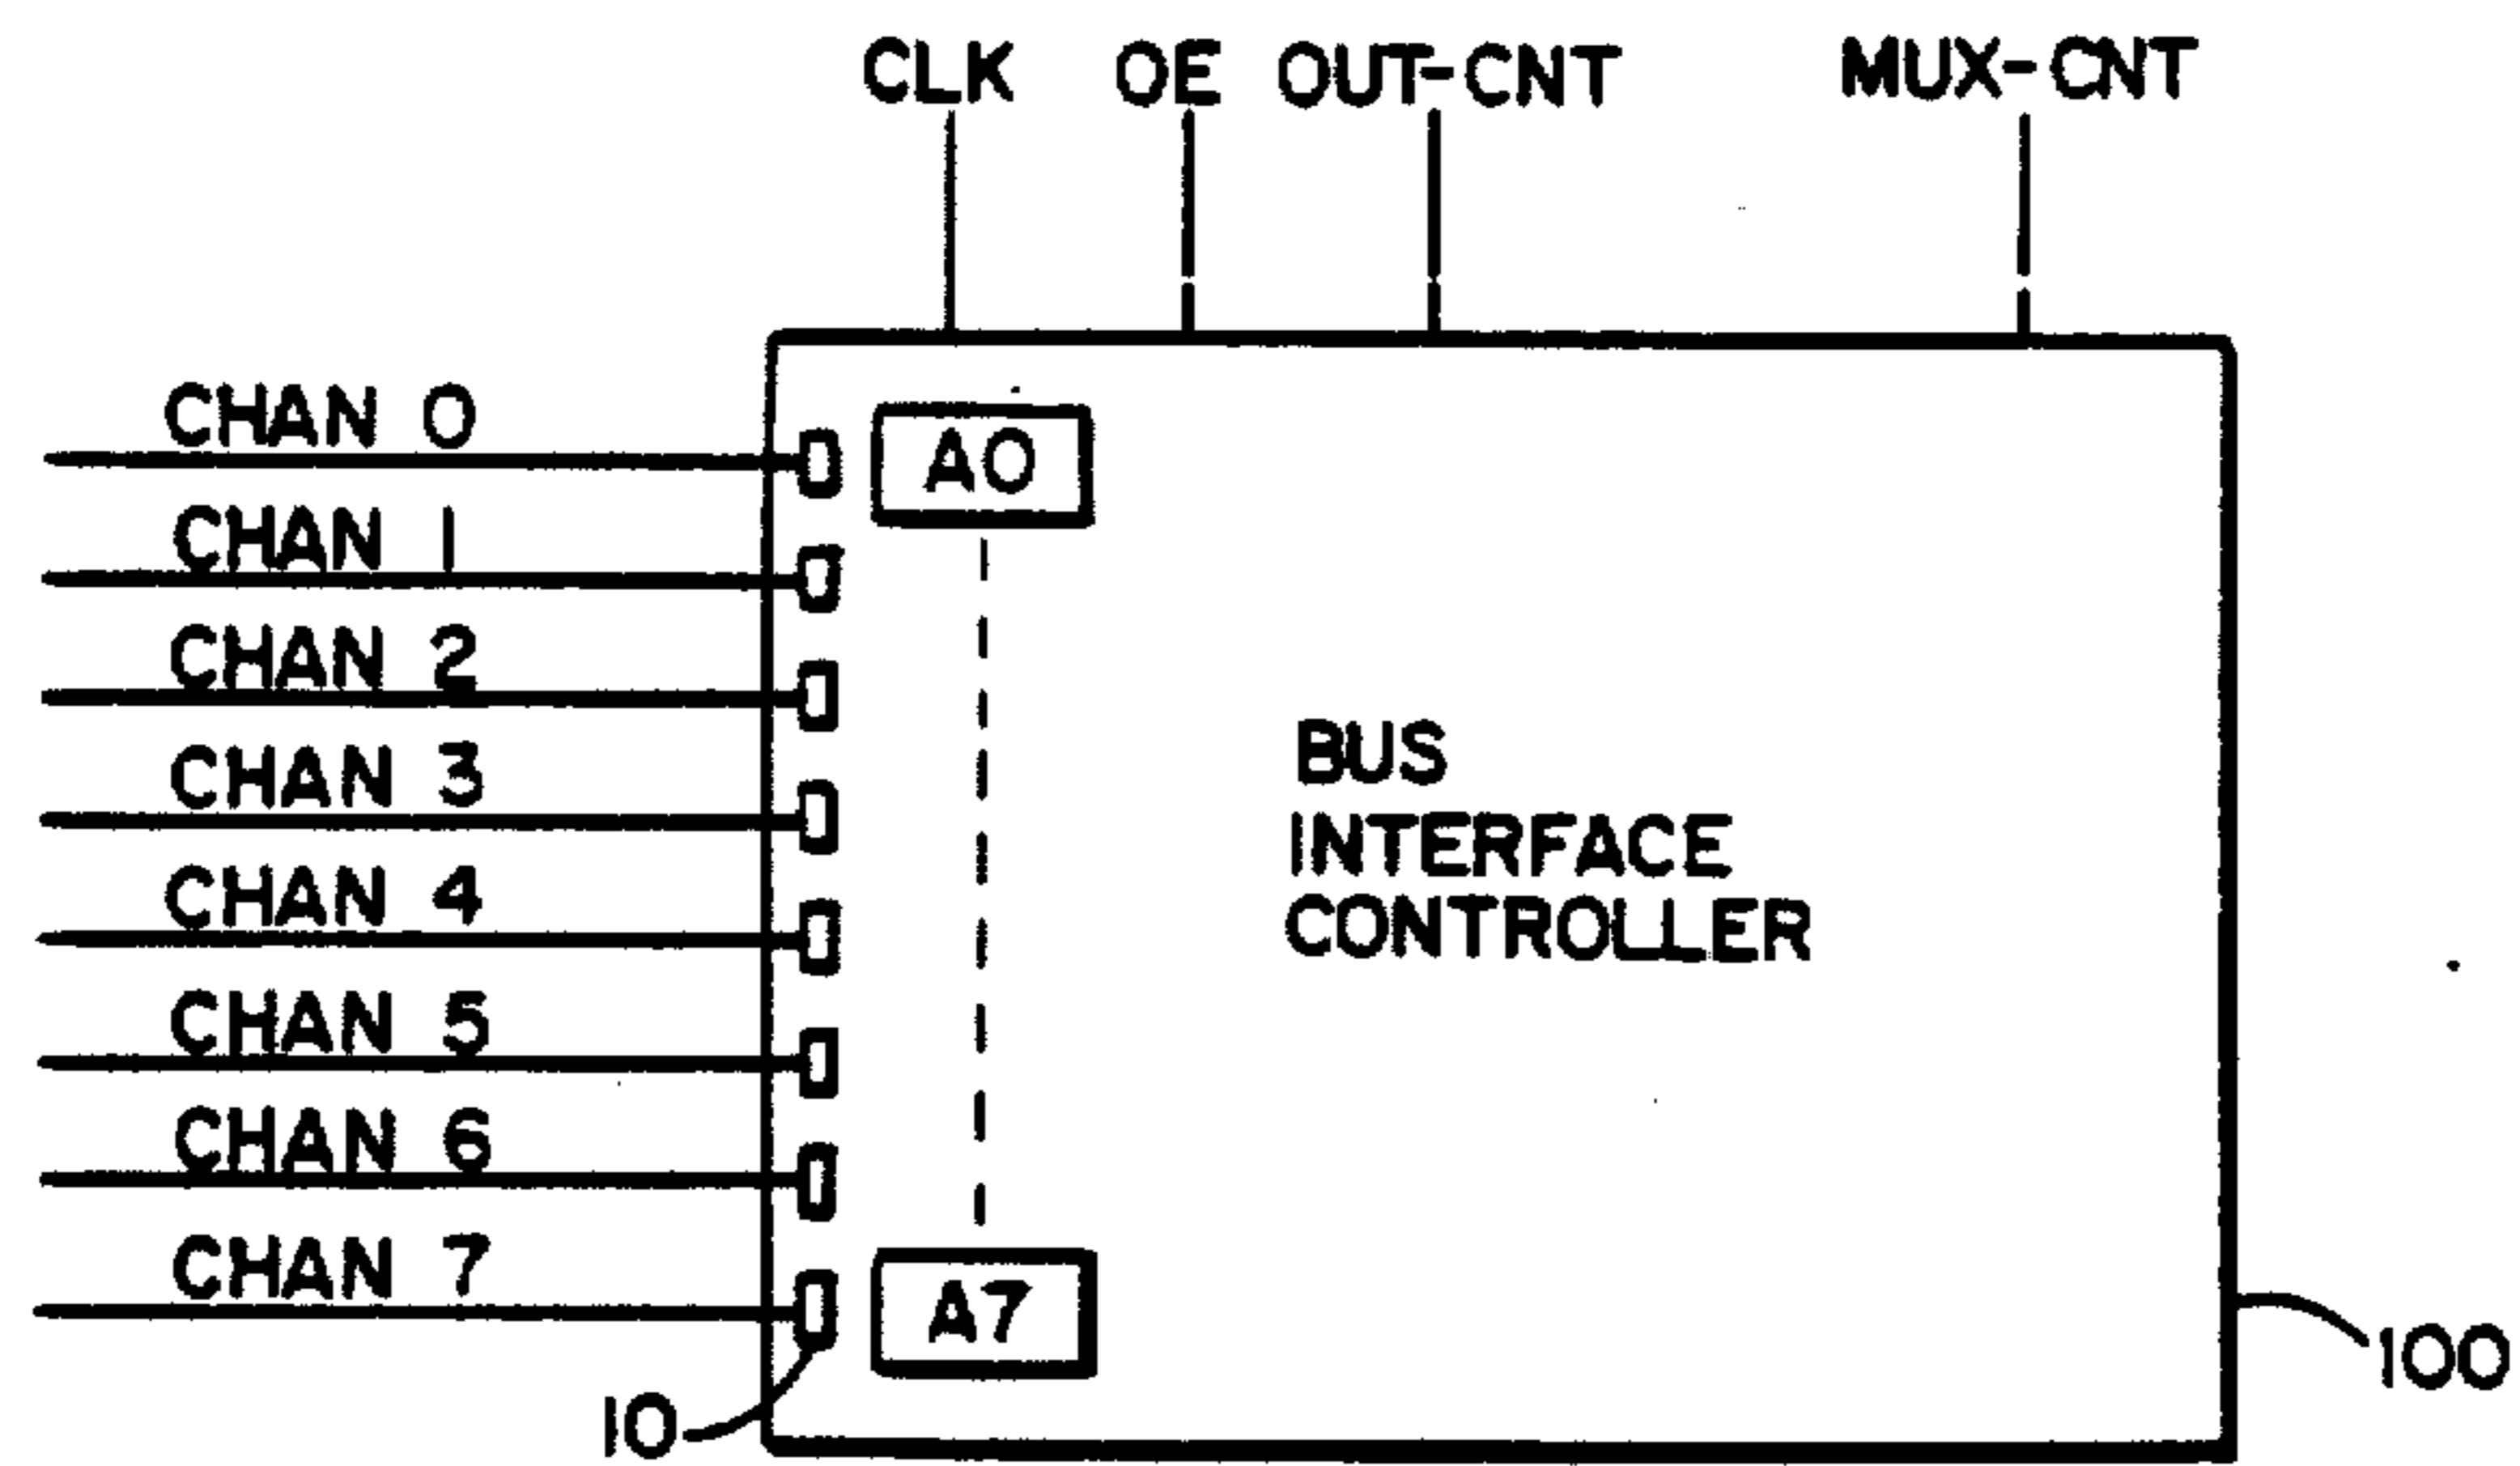 CLK OE OUT-CNT MUX-CNT
CHAN 0
A0
CHAN 1
CHAN 2
CHAN 3
CHAN 4
CHAN 5
CHAN 6
CHAN 7
A7
BUS
INTERFACE
CONTROLLER
10
100